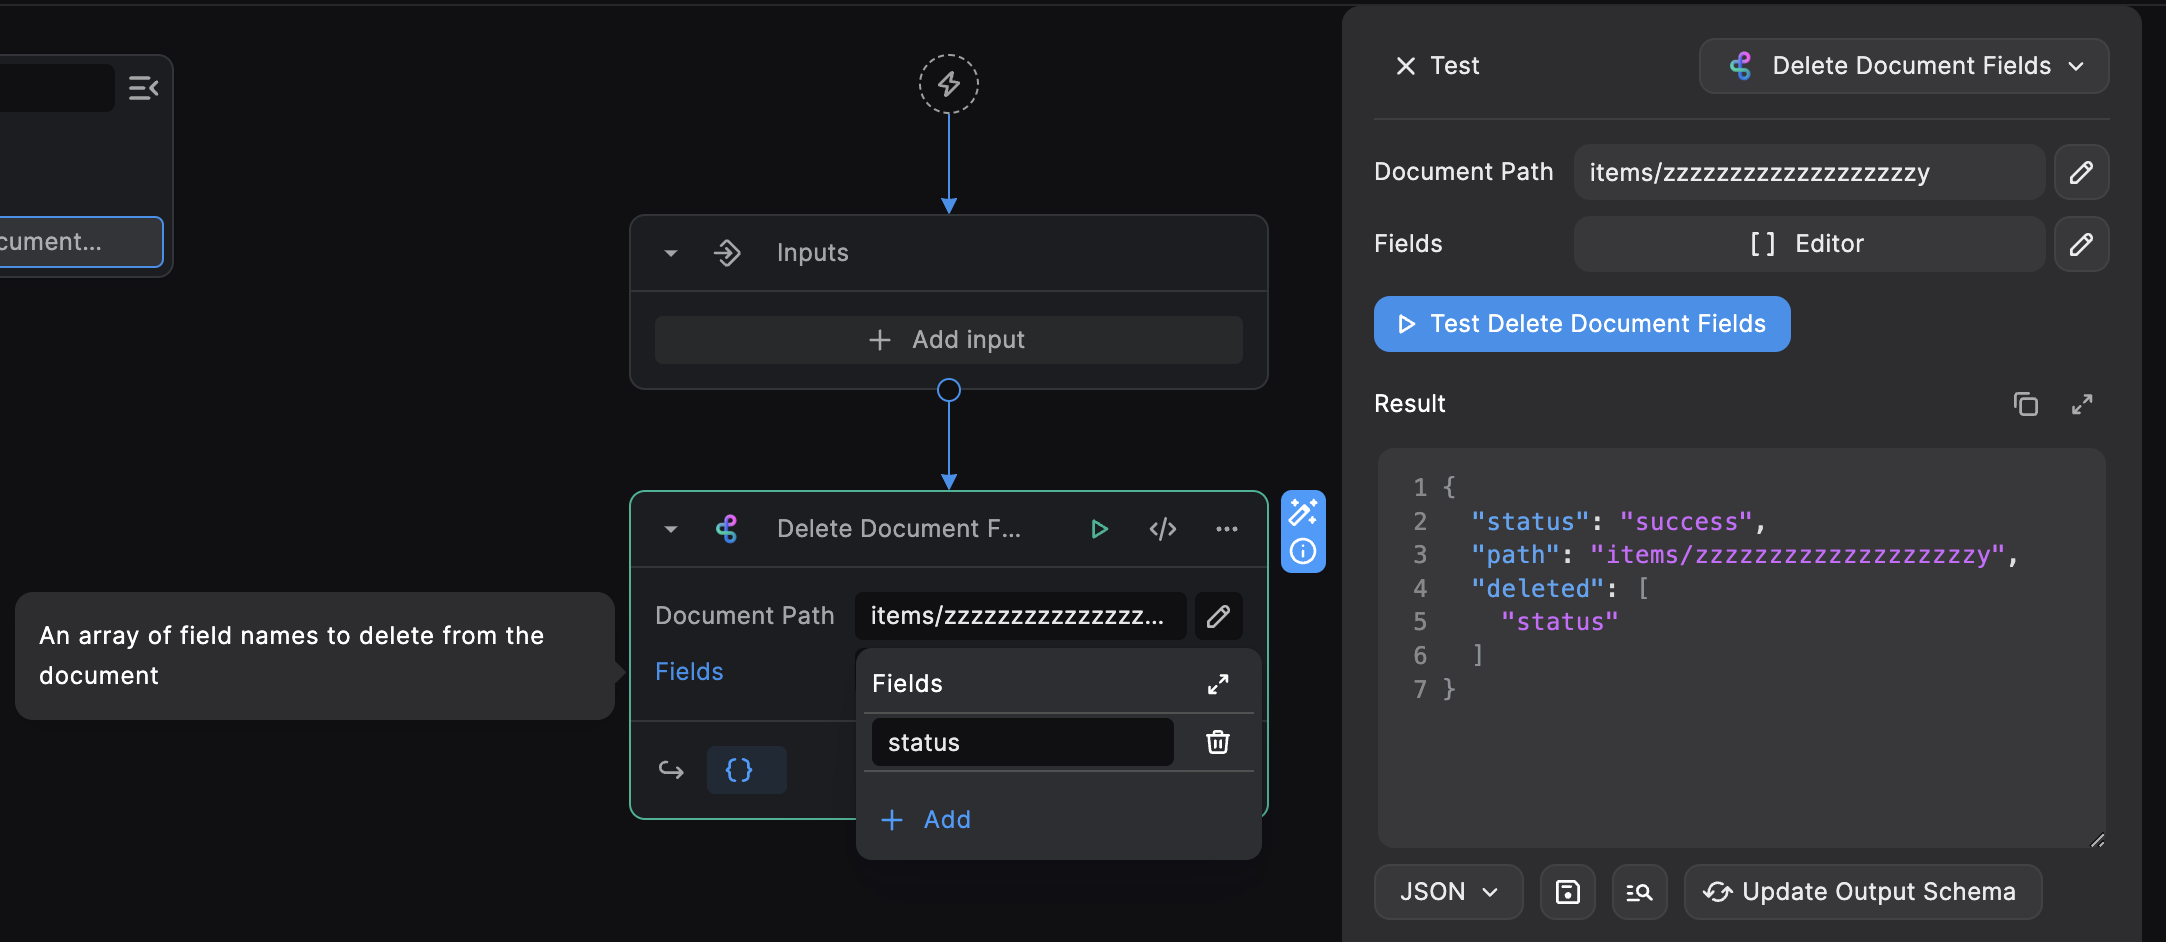 cument...
Inputs
Add input
Delete Document F...
Document Path
items/zzzzzzzzzzzzzzz...
Fields
An array of field names to delete from the
document
Fields
status
Add
Test
Delete Document Fields
Document Path
items/zzzzzzzzzzzzzzzzzzzy
Fields
[ ] Editor
Test Delete Document Fields
Result
1 {
2 "status": "success",
3 "path": "items/zzzzzzzzzzzzzzzzzzzy",
4 "deleted": [
5 "status"
6 ]
7 }
JSON
Update Output Schema